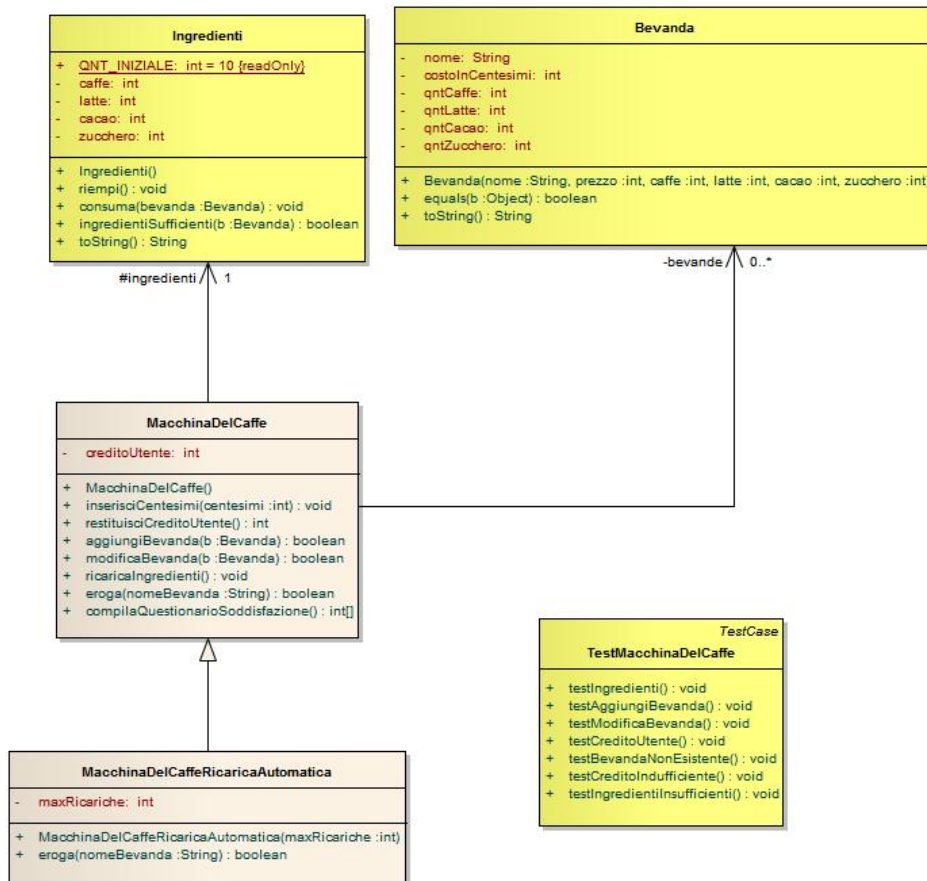 Ingredienti
+ QNT_INIZIALE: int = 10 {readOnly}
- caffe: int
- latte: int
- cacao: int
- zucchero: int
+ Ingredienti()
+ riempi() : void
+ consuma(bevanda :Bevanda) : void
+ ingredientiSufficienti(b :Bevanda) : boolean
+ toString() : String
Bevanda
- nome: String
- costoInCentesimi: int
- qntCaffe: int
- qntLatte: int
- qntCacao: int
- qntZucchero: int
+ Bevanda(nome :String, prezzo :int, caffe :int, latte :int, cacao :int, zucchero :int)
+ equals(b :Object) : boolean
+ toString() : String
#ingredienti 1
-bevande 0..*
MacchinaDelCaffe
- creditoUtente: int
+ MacchinaDelCaffe()
+ inserisciCentesimi(centesimi :int) : void
+ restituisciCreditoUtente() : int
+ aggiungiBevanda(b :Bevanda) : boolean
+ modificaBevanda(b :Bevanda) : boolean
+ ricaricaIngredienti() : void
+ eroga(nomeBevanda :String) : boolean
+ compilaQuestionarioSoddisfazione() : int[]
TestCase
TestMacchinaDelCaffe
+ testIngredienti() : void
+ testAggiungiBevanda() : void
+ testModificaBevanda() : void
+ testCreditoUtente() : void
+ testBevandaNonEsistente() : void
+ testCreditoIndufficiente() : void
+ testIngredientiInsufficienti() : void
MacchinaDelCaffeRicaricaAutomatica
- maxRicariche: int
+ MacchinaDelCaffeRicaricaAutomatica(maxRicariche :int)
+ eroga(nomeBevanda :String) : boolean